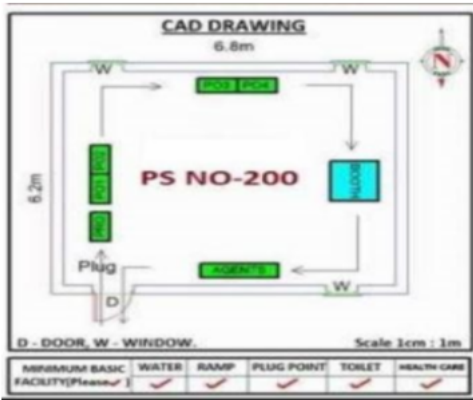 CAD DRAWING
6.8m
N
W
W
PO3 PO4
PO2
PO1
6.2m
PS NO-200
BOOTH
PRO
Plug
AGENTS
W
D
D - DOOR, W - WINDOW.
Scale 1cm : 1m
MINIMUM BASIC FACILITY(Please✓)
WATER
RAMP
PLUG POINT
TOILET
HEALTH CARE